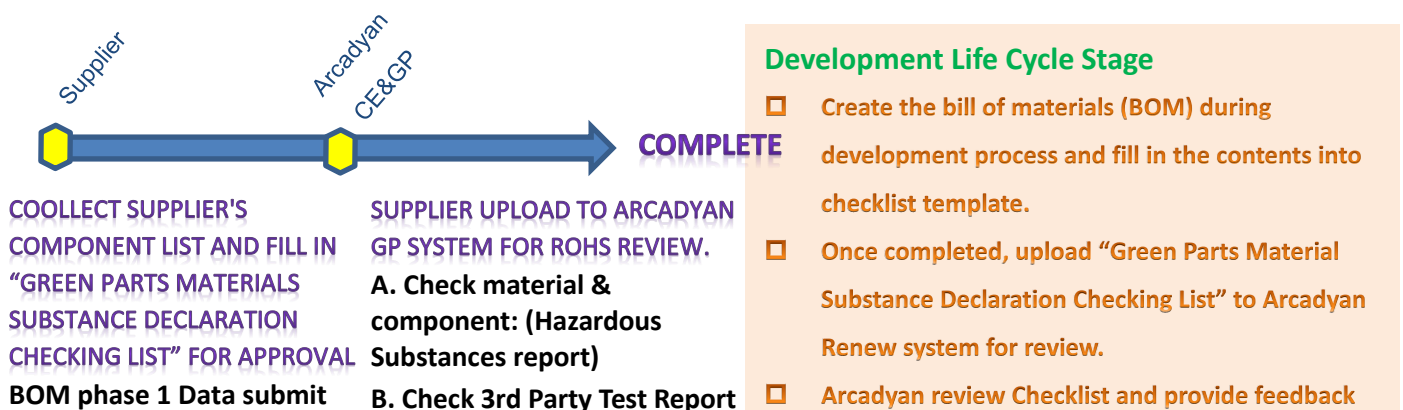 Supplier
Arcadyan
CE&GP
COMPLETE
COOLLECT SUPPLIER'S
COMPONENT LIST AND FILL IN
“GREEN PARTS MATERIALS
SUBSTANCE DECLARATION
CHECKING LIST” FOR APPROVAL
BOM phase 1 Data submit
SUPPLIER UPLOAD TO ARCADYAN
GP SYSTEM FOR ROHS REVIEW.
A. Check material &
component: (Hazardous
Substances report)
B. Check 3rd Party Test Report
Development Life Cycle Stage
Create the bill of materials (BOM) during
development process and fill in the contents into
checklist template.
Once completed, upload “Green Parts Material
Substance Declaration Checking List” to Arcadyan
Renew system for review.
Arcadyan review Checklist and provide feedback